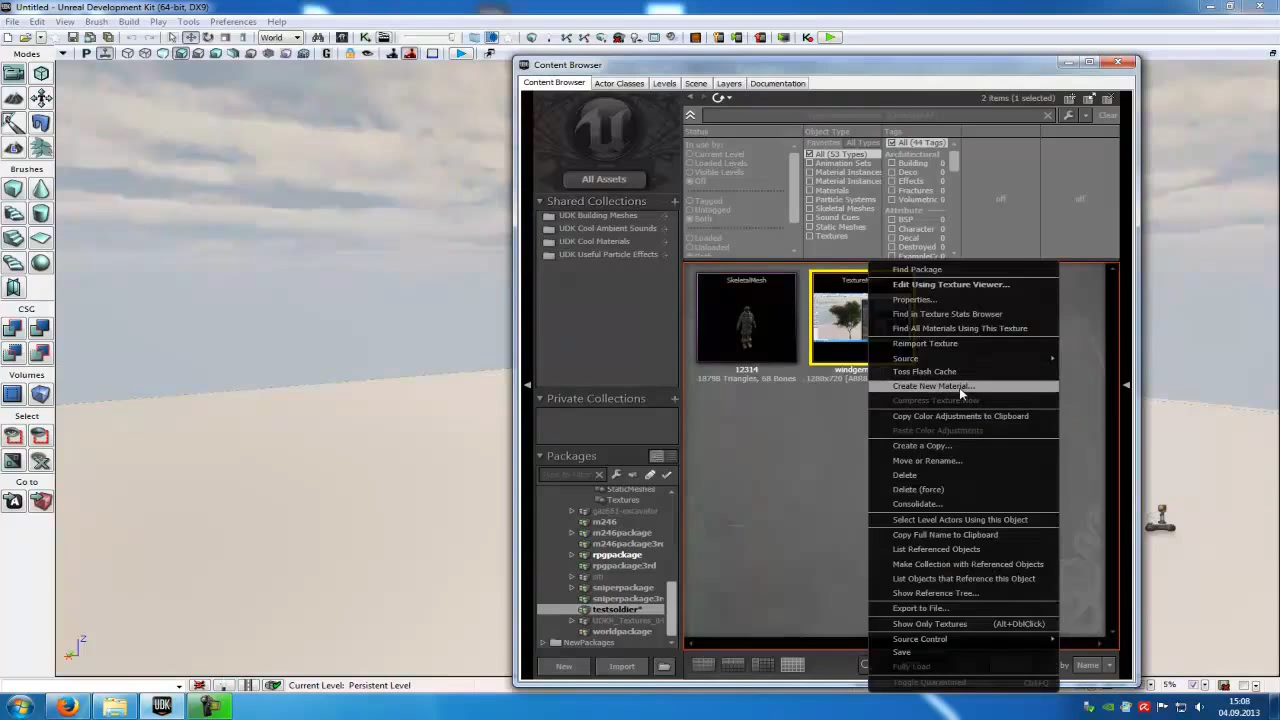 Untitled - Unreal Development Kit (64-bit, DX9)
File Edit View Brush Build Play Tools Preferences Help
World
Modes
Content Browser
Content Browser Actor Classes Levels Scene Layers Documentation
2 items (1 selected)
Clear
Status Object Type Tags
In use by: Favorites All Types All (44 Tags)
Current Level All (53 Types) Architectural
Loaded Levels Animation Sets Building 0
Visible Levels Material Instance Deco 0
Off Material Instance Effects 0
Materials Fractures 0
Tagged Particle Systems Volumetric 0
Untagged Skeletal Meshes Attribute
Both Sound Cues BSP 0
Static Meshes Character 0
Loaded Textures Decal 0
Unloaded Destroyed 0
off off
All Assets
Brushes
Shared Collections
UDK Building Meshes
UDK Cool Ambient Sounds
UDK Cool Materials
UDK Useful Particle Effects
CSG
Volumes
Select
Go to
Private Collections
Packages
StaticMeshes
Textures
gaz661-excavator
m246
m246package
m246package3r
rpgpackage
rpgpackage3rd
siti
sniperpackage
sniperpackage3r
testsoldier*
worldpackage
NewPackages
New Import
SkeletalMesh
12314
18798 Triangles, 68 Bones
Find Package
Edit Using Texture Viewer...
Properties...
Find in Texture Stats Browser
Find All Materials Using This Texture
Reimport Texture
Source
Toss Flash Cache
Create New Material...
Compress Texture Now
Copy Color Adjustments to Clipboard
Paste Color Adjustments
Create a Copy...
Move or Rename...
Delete
Delete (force)
Consolidate...
Select Level Actors Using this Object
Copy Full Name to Clipboard
List Referenced Objects
Make Collection with Referenced Objects
List Objects that Reference this Object
Show Reference Tree...
Export to File...
Show Only Textures (Alt+DblClick)
Source Control
Save
Fully Load
Toggle Quarantined Ctrl+Q
by Name
Current Level: Persistent Level
Z
X
UDK
15:08
04.09.2013